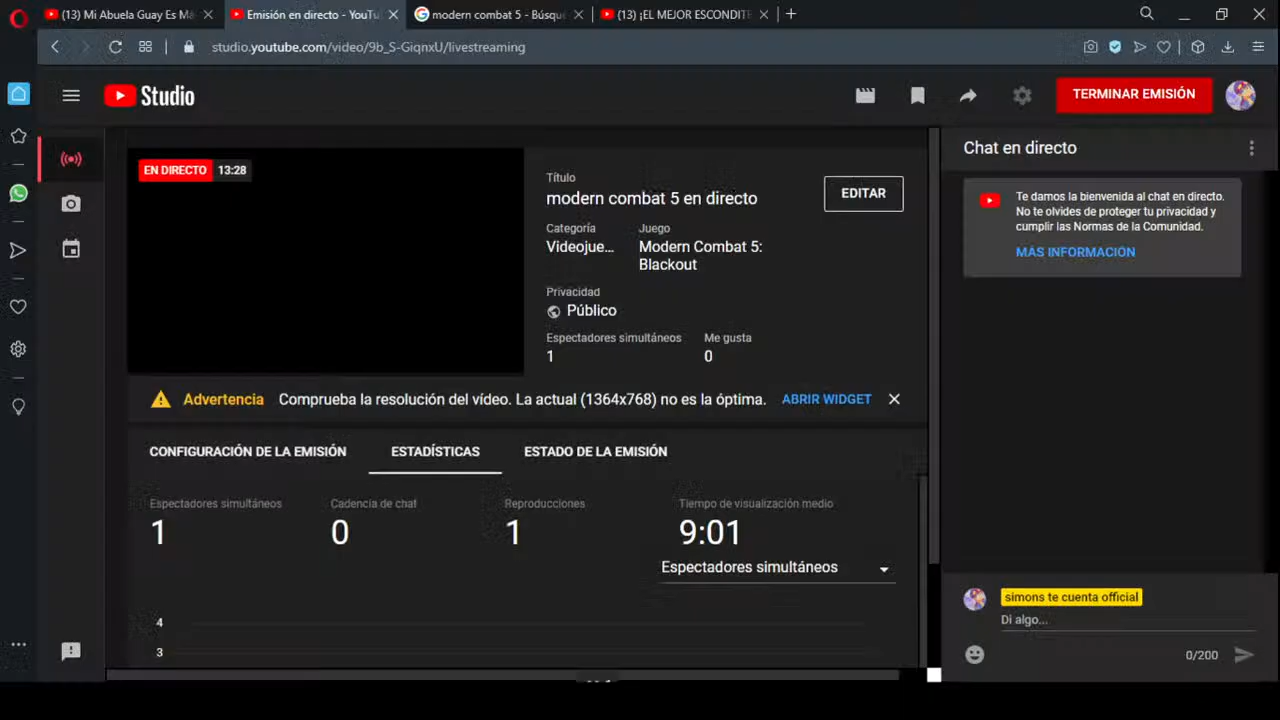 (13) Mi Abuela Guay Es Má
Emisión en directo - YouTu
modern combat 5 - Búsqu
(13) ¡EL MEJOR ESCONDITE
studio.youtube.com/video/9b_S-GiqnxU/livestreaming
Studio
TERMINAR EMISIÓN
EN DIRECTO 13:28
Título
modern combat 5 en directo
EDITAR
Categoría
Juego
Videojue...
Modern Combat 5:
Blackout
Privacidad
Público
Espectadores simultáneos
Me gusta
1
0
Advertencia Comprueba la resolución del vídeo. La actual (1364x768) no es la óptima. ABRIR WIDGET
CONFIGURACIÓN DE LA EMISIÓN
ESTADÍSTICAS
ESTADO DE LA EMISIÓN
Espectadores simultáneos
Cadencia de chat
Reproducciones
Tiempo de visualización medio
1
0
1
9:01
Espectadores simultáneos
4
3
Chat en directo
Te damos la bienvenida al chat en directo.
No te olvides de proteger tu privacidad y
cumplir las Normas de la Comunidad.
MÁS INFORMACIÓN
simons te cuenta official
Di algo...
0/200